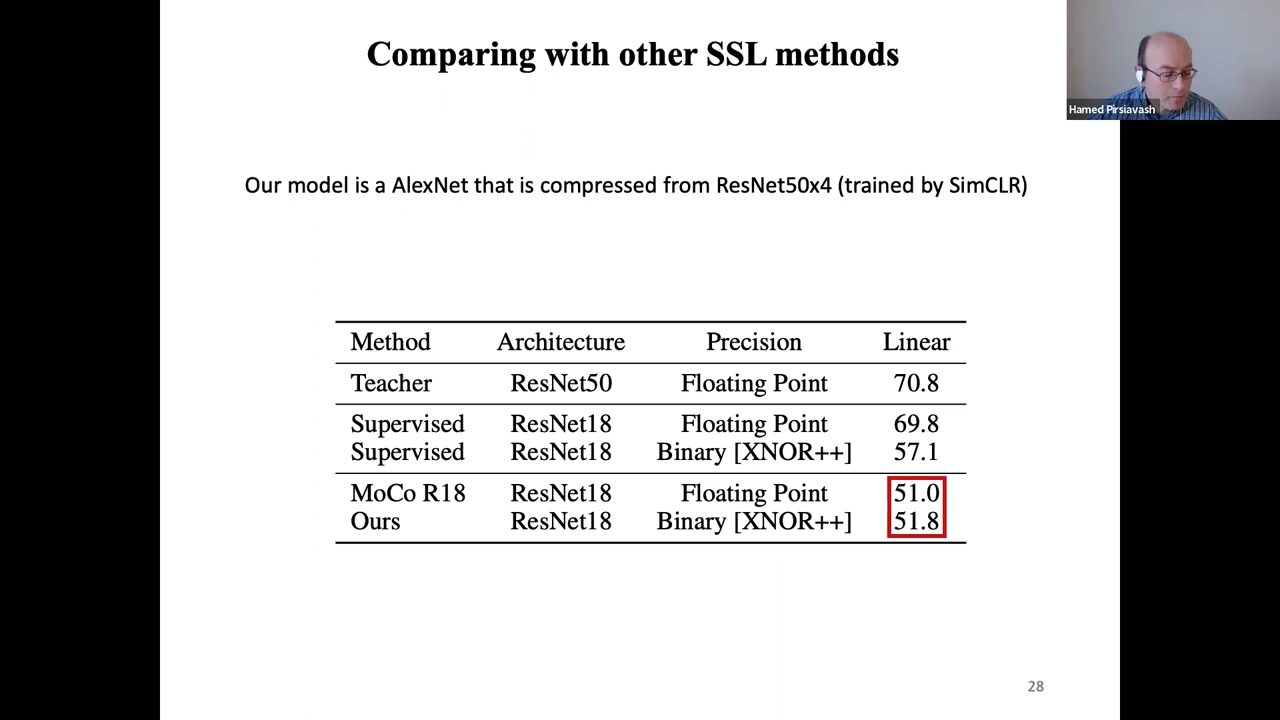 Comparing with other SSL methods
Hamed Pirsiavash
Our model is a AlexNet that is compressed from ResNet50x4 (trained by SimCLR)
Method Architecture Precision Linear
Teacher ResNet50 Floating Point 70.8
Supervised ResNet18 Floating Point 69.8
Supervised ResNet18 Binary [XNOR++] 57.1
MoCo R18 ResNet18 Floating Point 51.0
Ours ResNet18 Binary [XNOR++] 51.8
28